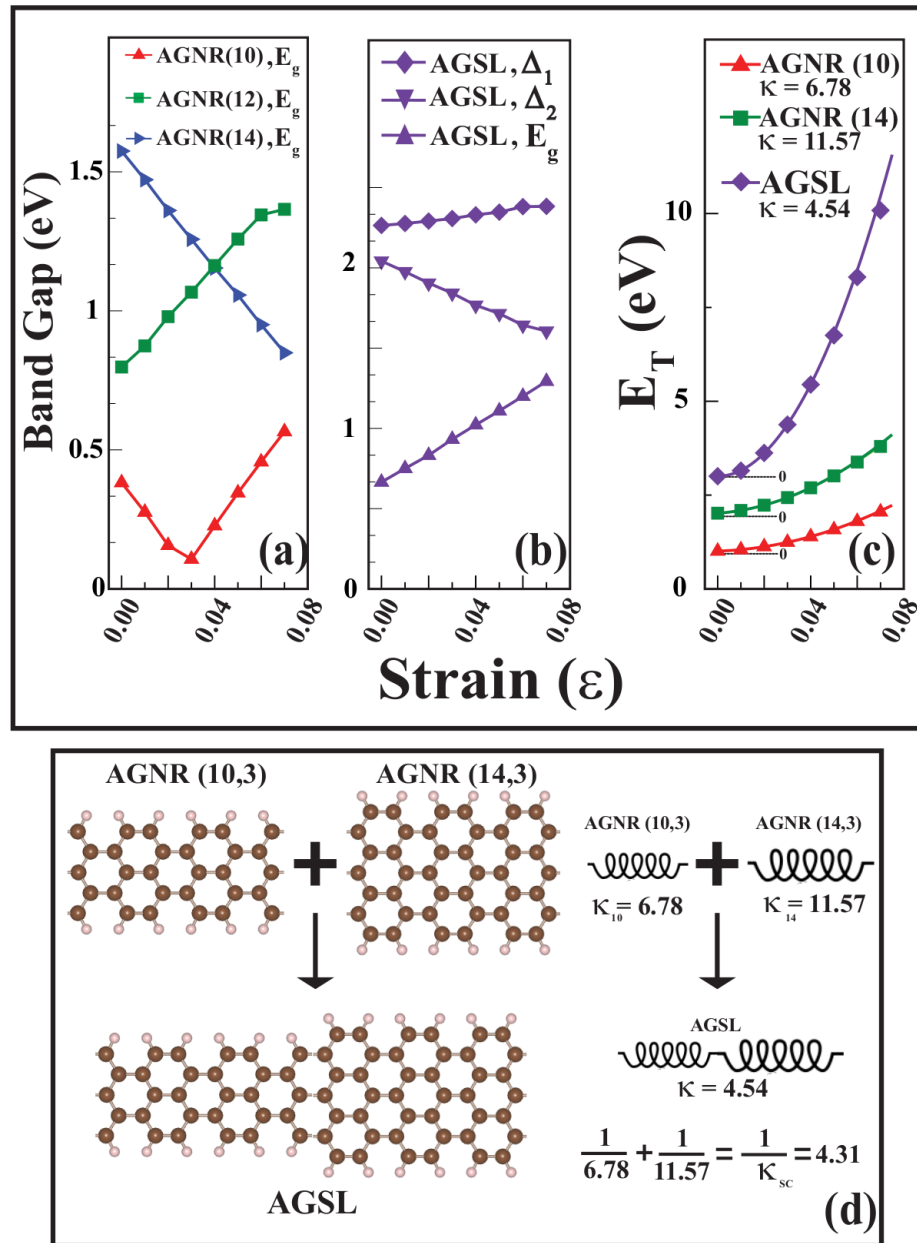 AGNR(10),E_g
AGNR(12),E_g
AGNR(14),E_g
Band Gap (eV)
1.5
1
0.5
0
(a)
0.00
0.04
0.08
AGSL, Δ_1
AGSL, Δ_2
AGSL, E_g
2
1
0
(b)
0.00
0.04
0.08
AGNR (10)
κ = 6.78
AGNR (14)
κ = 11.57
AGSL
κ = 4.54
E_T (eV)
10
5
0
0
0
0
(c)
0.00
0.04
0.08
Strain (ε)
AGNR (10,3)
AGNR (14,3)
+
AGSL
AGNR (10,3)
AGNR (14,3)
+
κ_10 = 6.78
κ_14 = 11.57
AGSL
κ = 4.54
1/6.78 + 1/11.57 = 1/κ_SC = 4.31
(d)